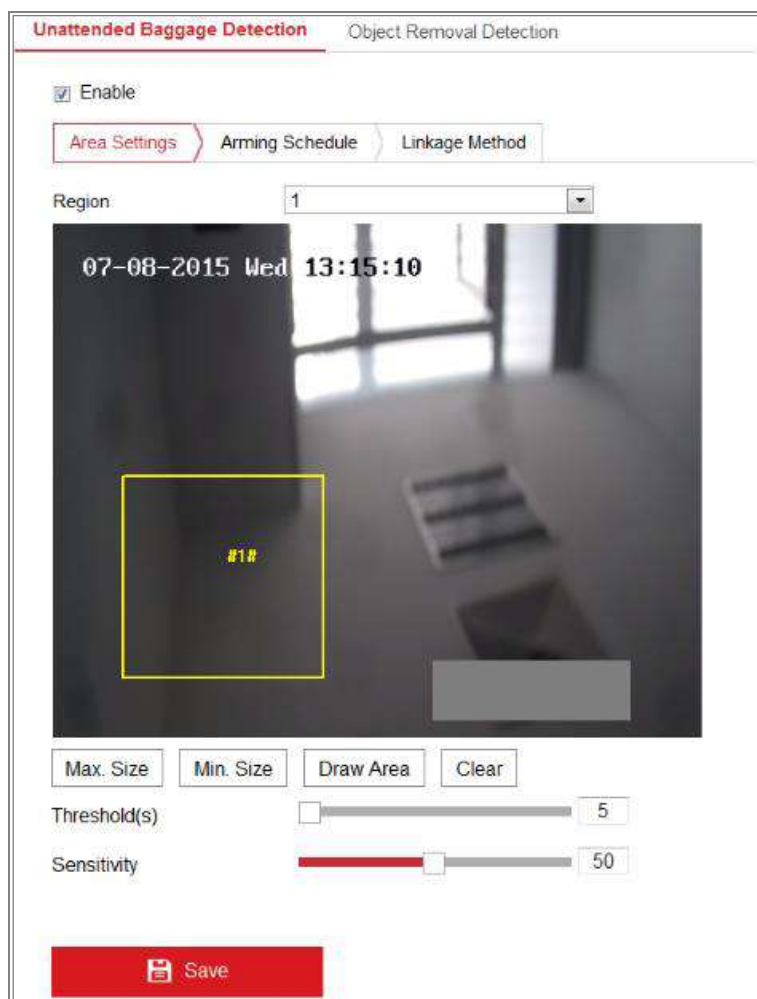 Unattended Baggage Detection Object Removal Detection
Enable
Area Settings Arming Schedule Linkage Method
Region 1
07-08-2015 Wed 13:15:10
#1#
Max. Size Min. Size Draw Area Clear
Threshold(s) 5
Sensitivity 50
Save